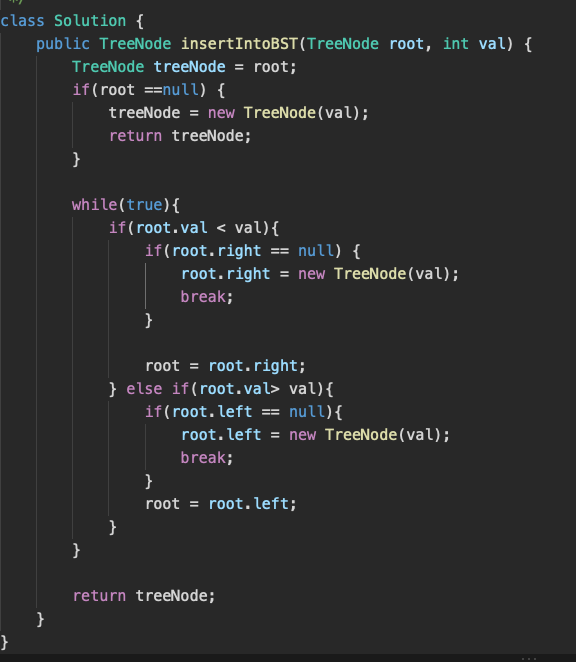 */
class Solution {
    public TreeNode insertIntoBST(TreeNode root, int val) {
        TreeNode treeNode = root;
        if(root ==null) {
            treeNode = new TreeNode(val);
            return treeNode;
        }

        while(true){
            if(root.val < val){
                if(root.right == null) {
                    root.right = new TreeNode(val);
                    break;
                }

                root = root.right;
            } else if(root.val> val){
                if(root.left == null){
                    root.left = new TreeNode(val);
                    break;
                }
                root = root.left;
            }
        }

        return treeNode;
    }
}